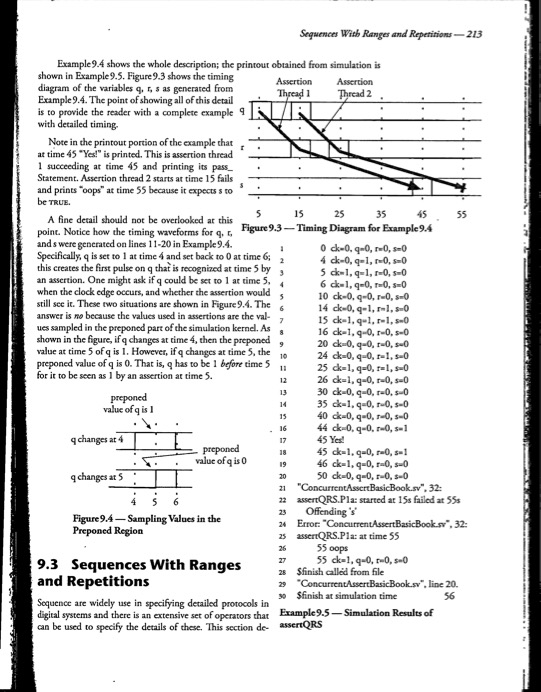 Sequences With Ranges and Repetitions — 213
Example 9.4 shows the whole description; the printout obtained from simulation is
shown in Example 9.5. Figure 9.3 shows the timing
diagram of the variables q, r, s as generated from
Example 9.4. The point of showing all of this detail
is to provide the reader with a complete example
with detailed timing.
Note in the printout portion of the example that
at time 45 "Yes!" is printed. This is assertion thread
1 succeeding at time 45 and printing its pass_
Statement. Assertion thread 2 starts at time 15 fails
and prints "oops" at time 55 because it expects s to
be TRUE.
A fine detail should not be overlooked at this
point. Notice how the timing waveforms for q, r,
and s were generated on lines 11-20 in Example 9.4.
Specifically, q is set to 1 at time 4 and set back to 0 at time 6;
this creates the first pulse on q that is recognized at time 5 by
an assertion. One might ask if q could be set to 1 at time 5,
when the clock edge occurs, and whether the assertion would
still see it. These two situations are shown in Figure 9.4. The
answer is no because the values used in assertions are the val-
ues sampled in the preponed part of the simulation kernel. As
shown in the figure, if q changes at time 4, then the preponed
value at time 5 of q is 1. However, if q changes at time 5, the
preponed value of q is 0. That is, q has to be 1 before time 5
for it to be seen as 1 by an assertion at time 5.
preponed
value of q is 1
q changes at 4
preponed
value of q is 0
q changes at 5
4 5 6
Figure 9.4 — Sampling Values in the
Preponed Region
9.3 Sequences With Ranges
and Repetitions
Sequence are widely use in specifying detailed protocols in
digital systems and there is an extensive set of operators that
can be used to specify the details of these. This section de-
Assertion Assertion
Thread 1 Thread 2
q
r
s
5 15 25 35 45 55
Figure 9.3 — Timing Diagram for Example 9.4
1 0 ck=0, q=0, r=0, s=0
2 4 ck=0, q=1, r=0, s=0
3 5 ck=1, q=1, r=0, s=0
4 6 ck=1, q=0, r=0, s=0
5 10 ck=0, q=0, r=0, s=0
6 14 ck=0, q=1, r=1, s=0
7 15 ck=1, q=1, r=1, s=0
8 16 ck=1, q=0, r=0, s=0
9 20 ck=0, q=0, r=0, s=0
10 24 ck=0, q=0, r=1, s=0
11 25 ck=1, q=0, r=1, s=0
12 26 ck=1, q=0, r=0, s=0
13 30 ck=0, q=0, r=0, s=0
14 35 ck=1, q=0, r=0, s=0
15 40 ck=0, q=0, r=0, s=0
16 44 ck=0, q=0, r=0, s=1
17 45 Yes!
18 45 ck=1, q=0, r=0, s=1
19 46 ck=1, q=0, r=0, s=0
20 50 ck=0, q=0, r=0, s=0
21 "ConcurrentAssertBasicBook.sv", 32:
22 assertQRS.P1a: started at 15s failed at 55s
23 Offending 's'
24 Error: "ConcurrentAssertBasicBook.sv", 32:
25 assertQRS.P1a: at time 55
26 55 oops
27 55 ck=1, q=0, r=0, s=0
28 $finish called from file
29 "ConcurrentAssertBasicBook.sv", line 20.
30 $finish at simulation time 56
Example 9.5 — Simulation Results of
assertQRS